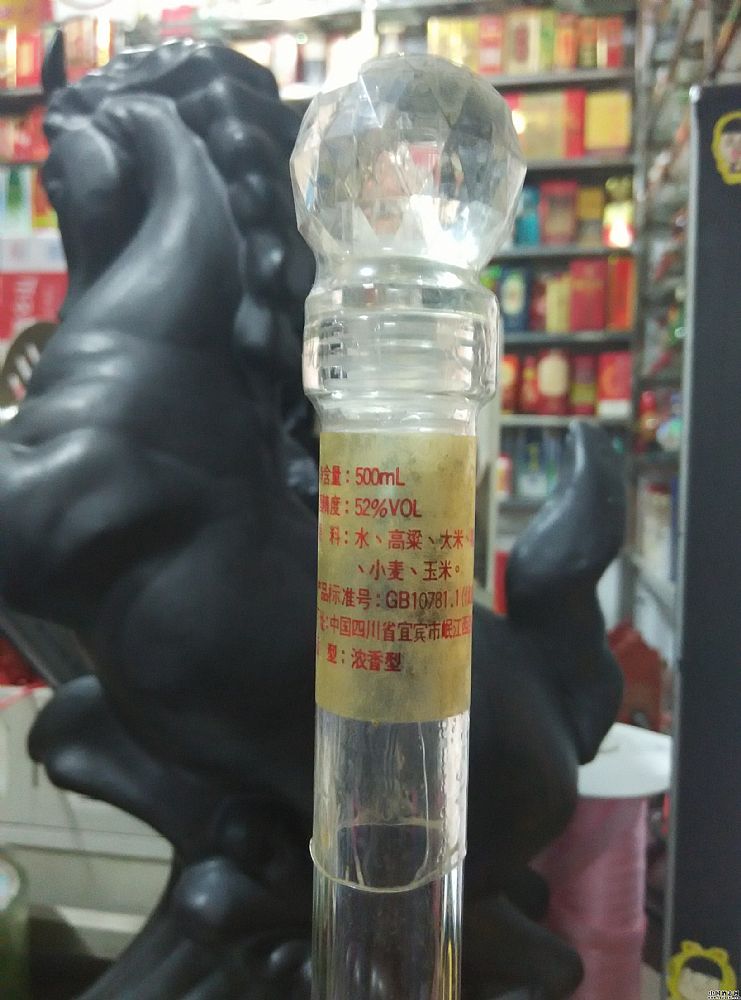 含量：500mL
精度：52%VOL
料：水、高粱、大米、
、小麦、玉米。
产品标准号：GB10781.1(
：中国四川省宜宾市岷江西
型：浓香型